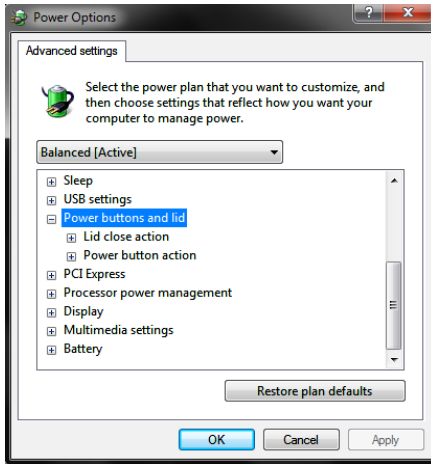 Power Options
Advanced settings
Select the power plan that you want to customize, and
then choose settings that reflect how you want your
computer to manage power.
Balanced [Active]
Sleep
USB settings
Power buttons and lid
Lid close action
Power button action
PCI Express
Processor power management
Display
Multimedia settings
Battery
Restore plan defaults
OK Cancel Apply